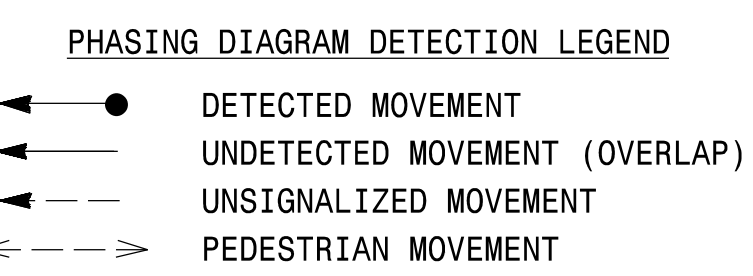 PHASING DIAGRAM DETECTION LEGEND
DETECTED MOVEMENT
UNDETECTED MOVEMENT (OVERLAP)
UNSIGNALIZED MOVEMENT
PEDESTRIAN MOVEMENT